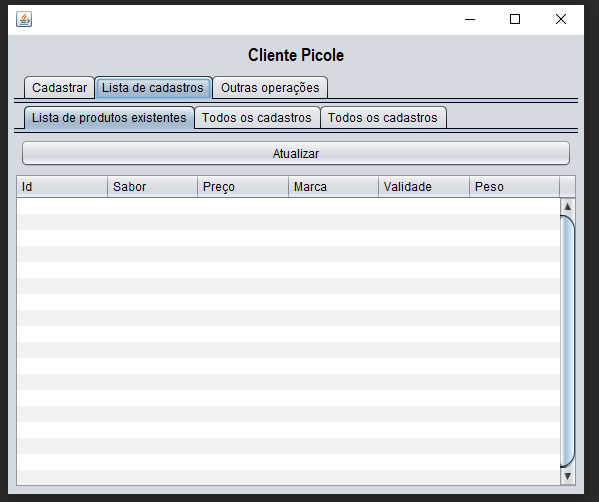 Cliente Picole
Cadastrar Lista de cadastros Outras operações
Lista de produtos existentes Todos os cadastros Todos os cadastros
Atualizar
Id Sabor Preço Marca Validade Peso